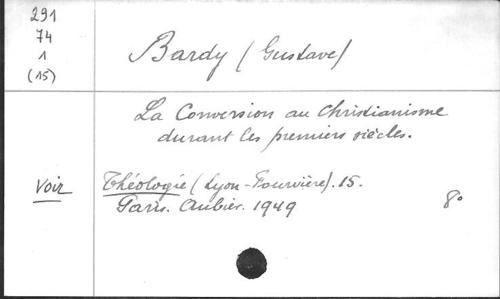 291
74
1
(15)
Bardy (Gustave)
La Conversion au Christianisme
durant les premiers siècles.
Voir
Théologie (Lyon-Fourvière). 15.
Paris. Aubier. 1949
8°